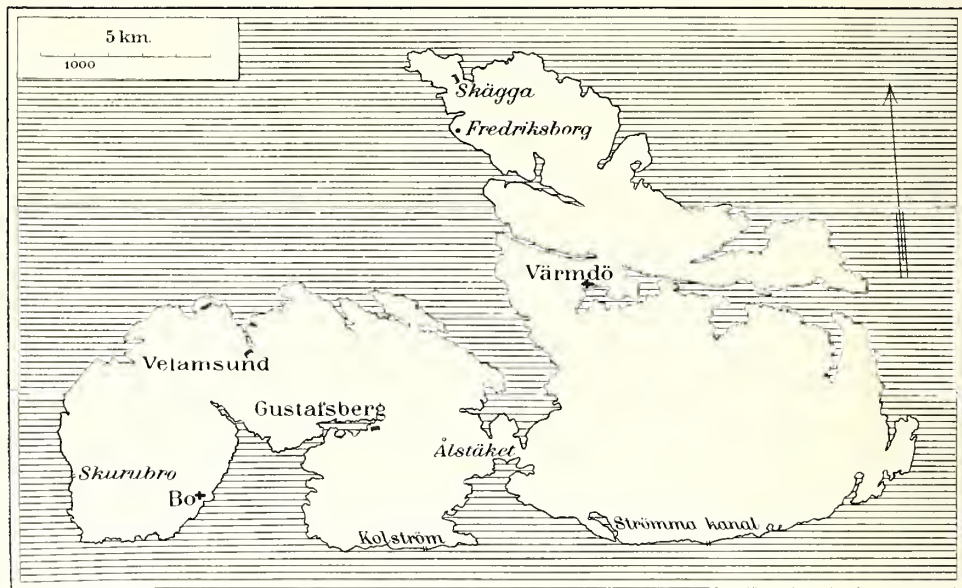 5 km.
1000
Skägga
Fredriksborg
Värmdö
Velamsund
Gustafsberg
Ålstäket
Skurubro
Bo
Strömma kanal
Kolström